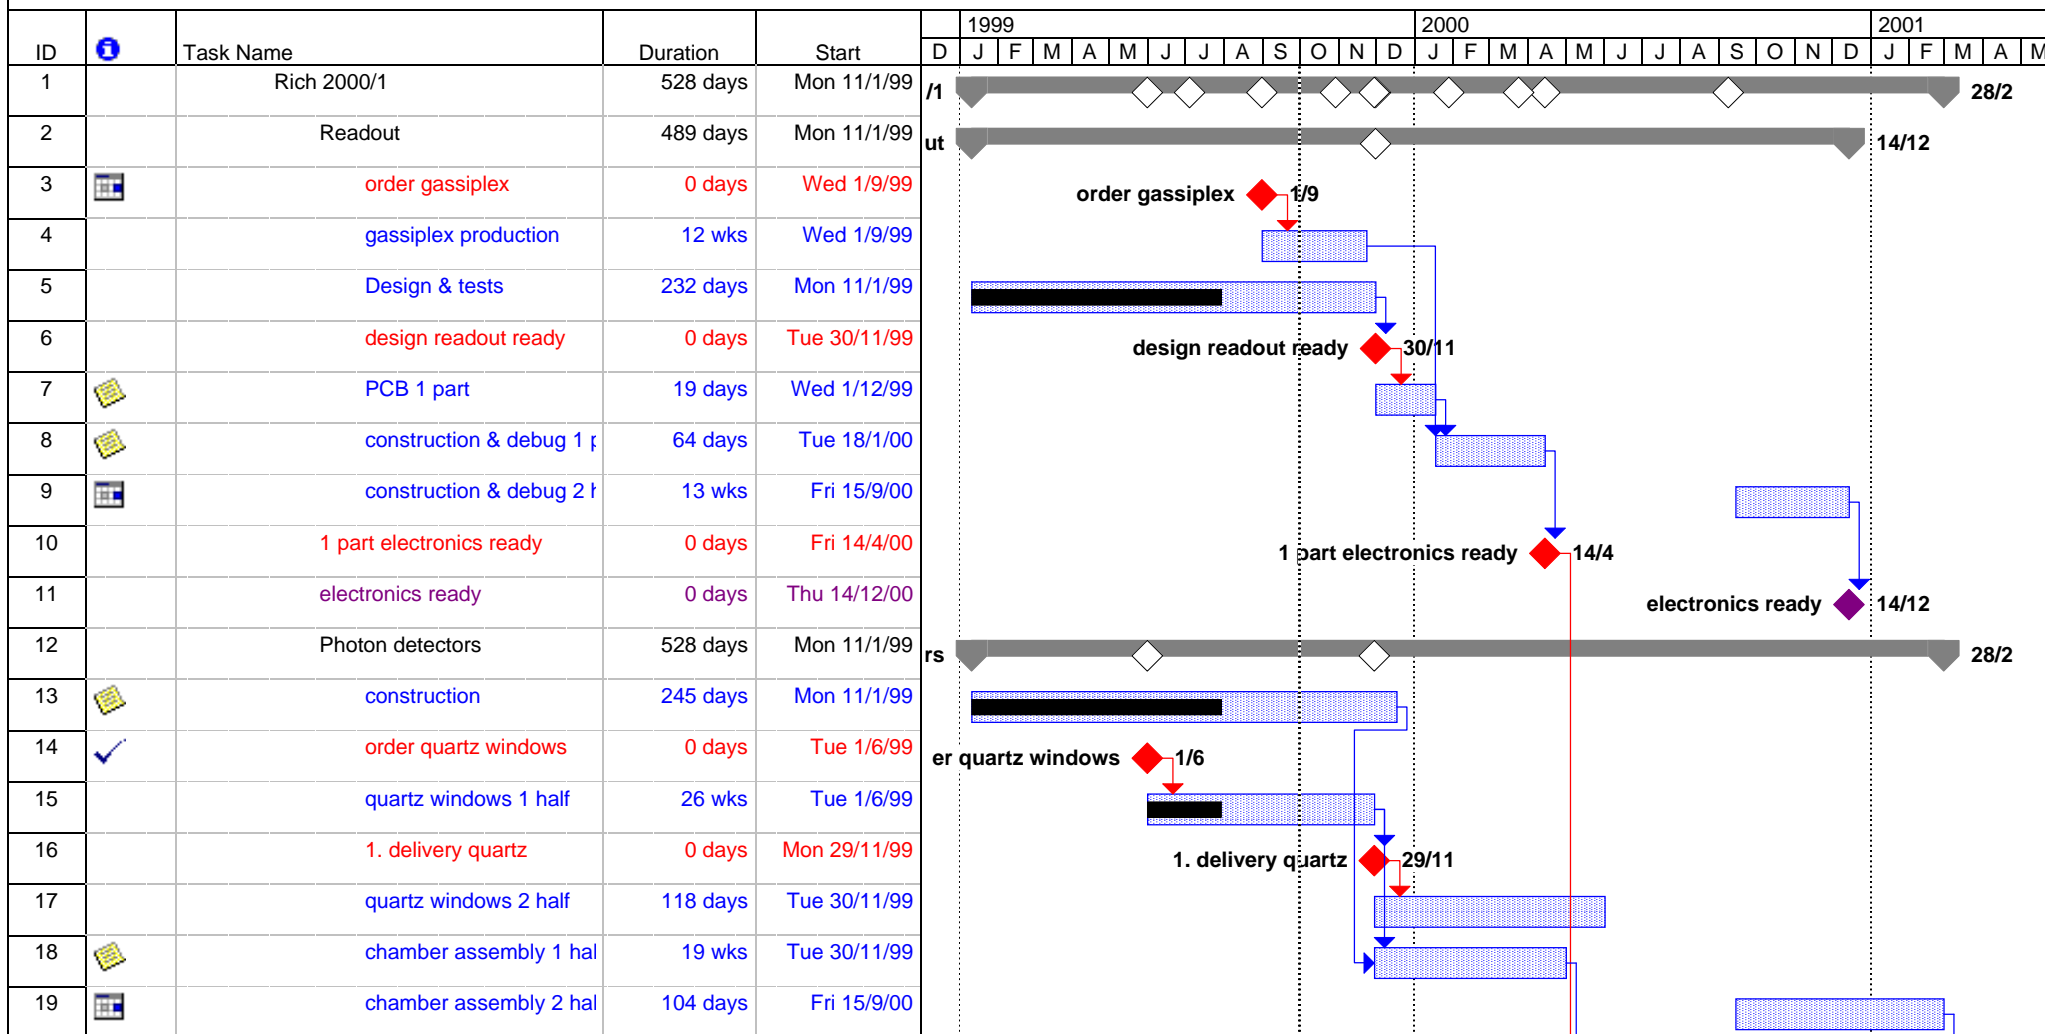 1999 2000 2001
ID Task Name Duration Start D J F M A M J J A S O N D J F M A M J J A S O N D J F M A M
1 Rich 2000/1 528 days Mon 11/1/99 /1 28/2
2 Readout 489 days Mon 11/1/99 ut 14/12
3 order gassiplex 0 days Wed 1/9/99 order gassiplex 1/9
4 gassiplex production 12 wks Wed 1/9/99
5 Design & tests 232 days Mon 11/1/99
6 design readout ready 0 days Tue 30/11/99 design readout ready 30/11
7 PCB 1 part 19 days Wed 1/12/99
8 construction & debug 1 p 64 days Tue 18/1/00
9 construction & debug 2 h 13 wks Fri 15/9/00
10 1 part electronics ready 0 days Fri 14/4/00 1 part electronics ready 14/4
11 electronics ready 0 days Thu 14/12/00 electronics ready 14/12
12 Photon detectors 528 days Mon 11/1/99 rs 28/2
13 construction 245 days Mon 11/1/99
14 order quartz windows 0 days Tue 1/6/99 er quartz windows 1/6
15 quartz windows 1 half 26 wks Tue 1/6/99
16 1. delivery quartz 0 days Mon 29/11/99 1. delivery quartz 29/11
17 quartz windows 2 half 118 days Tue 30/11/99
18 chamber assembly 1 hal 19 wks Tue 30/11/99
19 chamber assembly 2 hal 104 days Fri 15/9/00